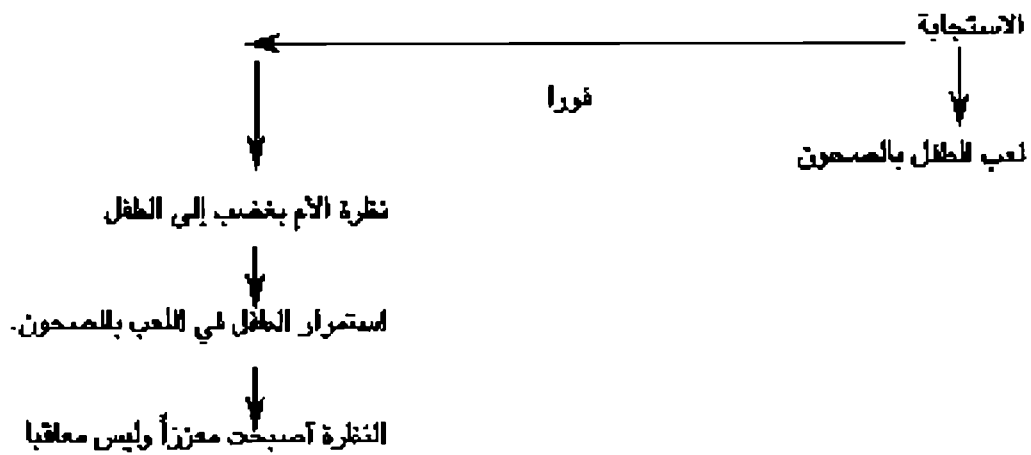 الاستجابة
فورا
لعب الطفل بالصحون
نظرة الأم بغضب إلى الطفل
استمرار الطفل في اللعب بالصحون.
النظرة أصبحت معززاً وليس معاقبا